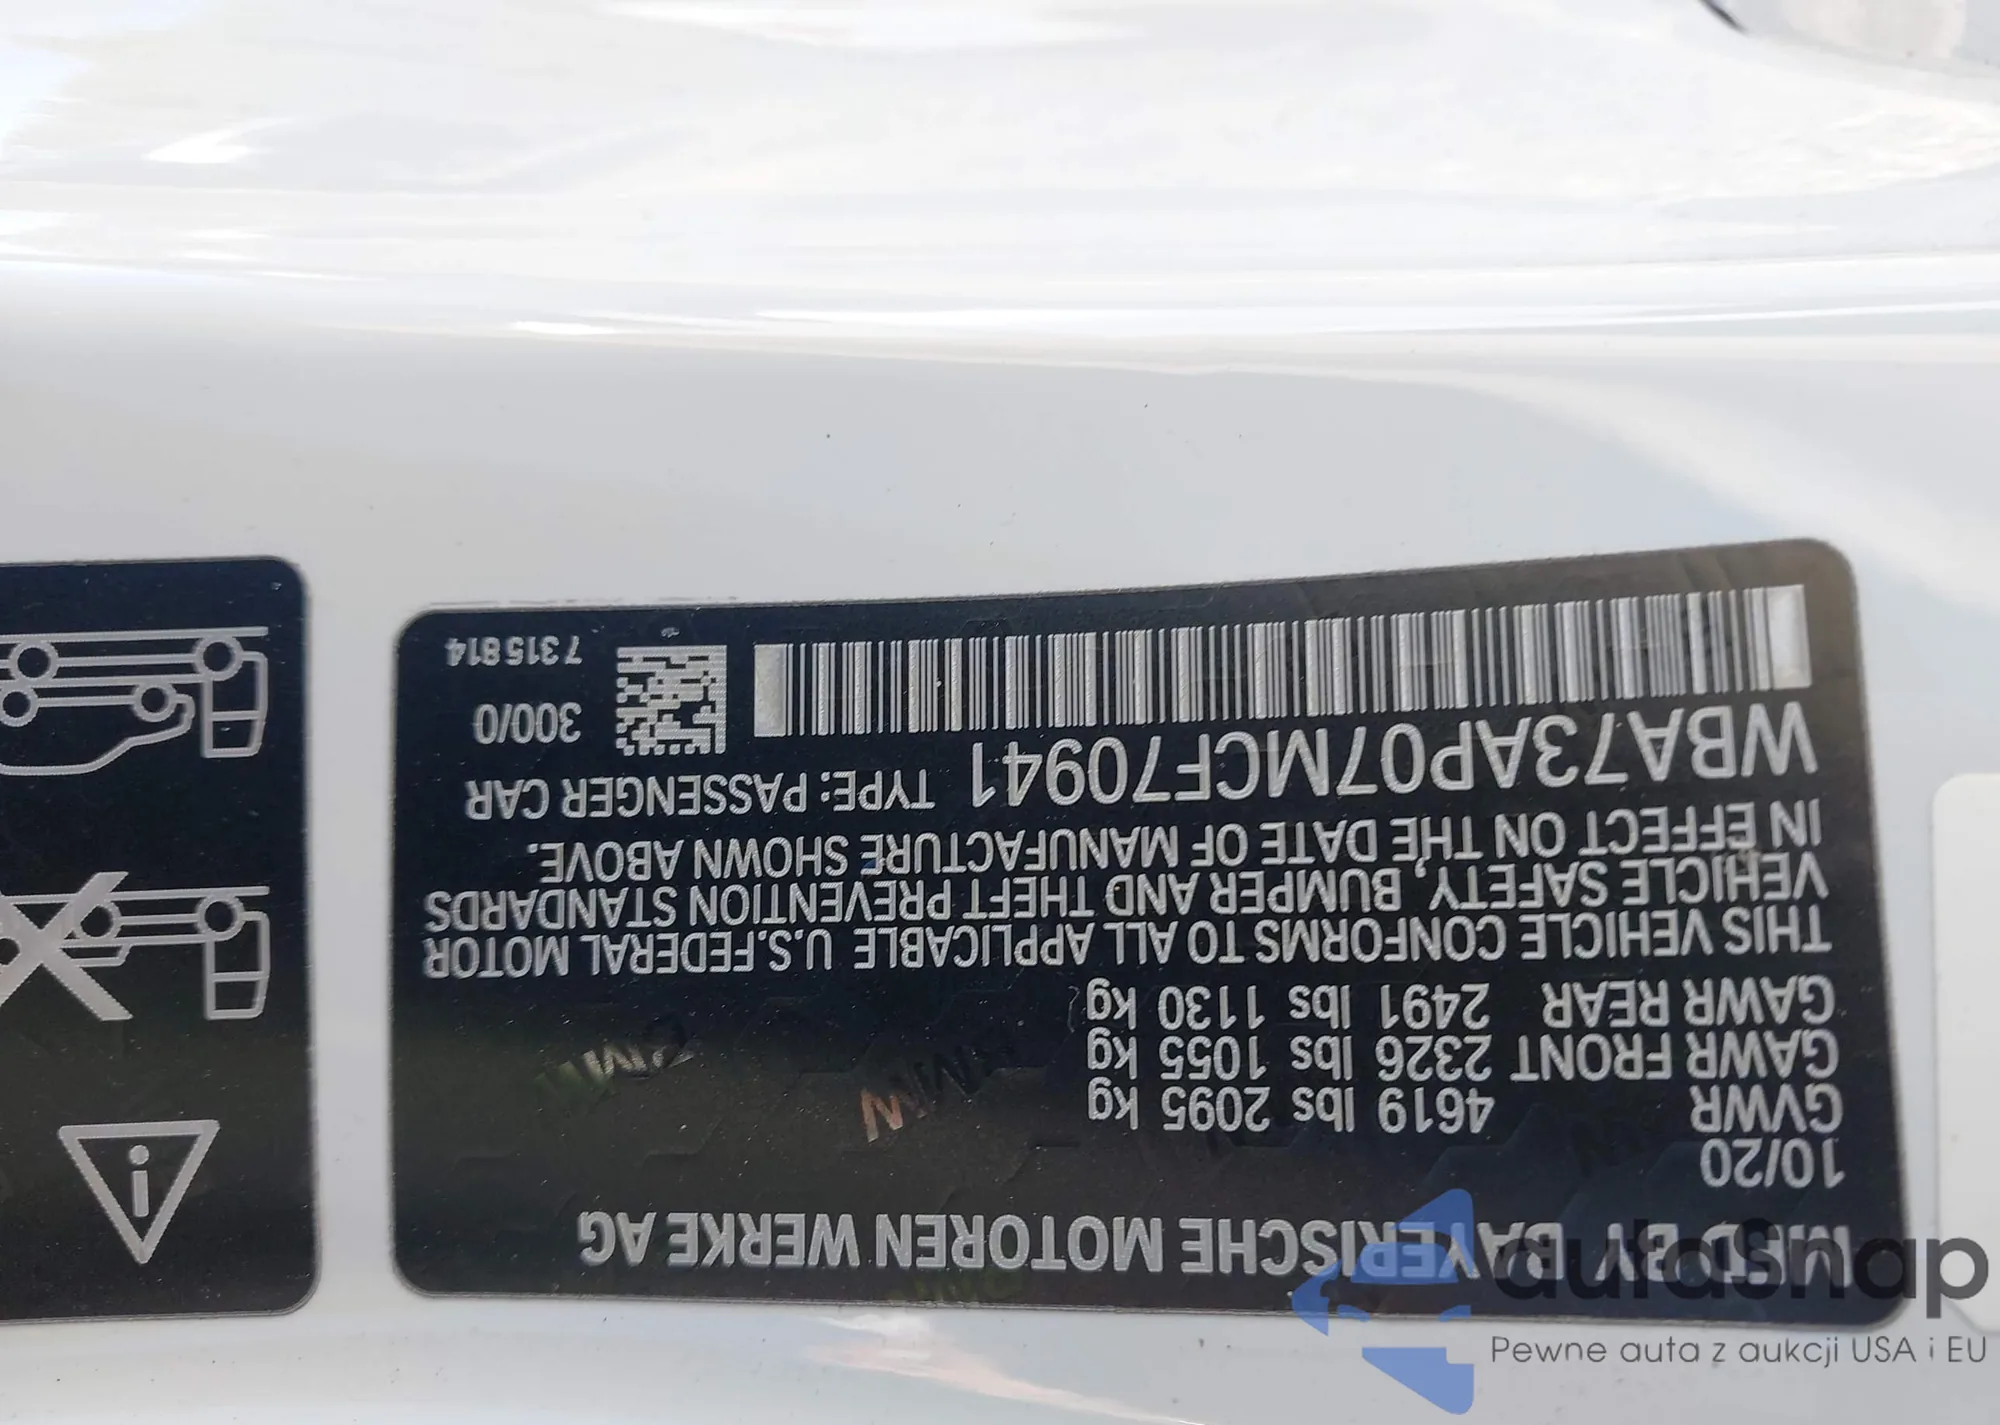 MFD BY BAYERISCHE MOTOREN WERKE AG
10/20
GVWR 4619 lbs 2095 kg
GAWR FRONT 2326 lbs 1055 kg
GAWR REAR 2491 lbs 1130 kg
THIS VEHICLE CONFORMS TO ALL APPLICABLE U.S.FEDERAL MOTOR
VEHICLE SAFETY, BUMPER AND THEFT PREVENTION STANDARDS
IN EFFECT ON THE DATE OF MANUFACTURE SHOWN ABOVE.
WBA73AP07MCF70941 TYPE: PASSENGER CAR
300/0
7315814
i
autoSnap
Pewne auta z aukcji USA i EU